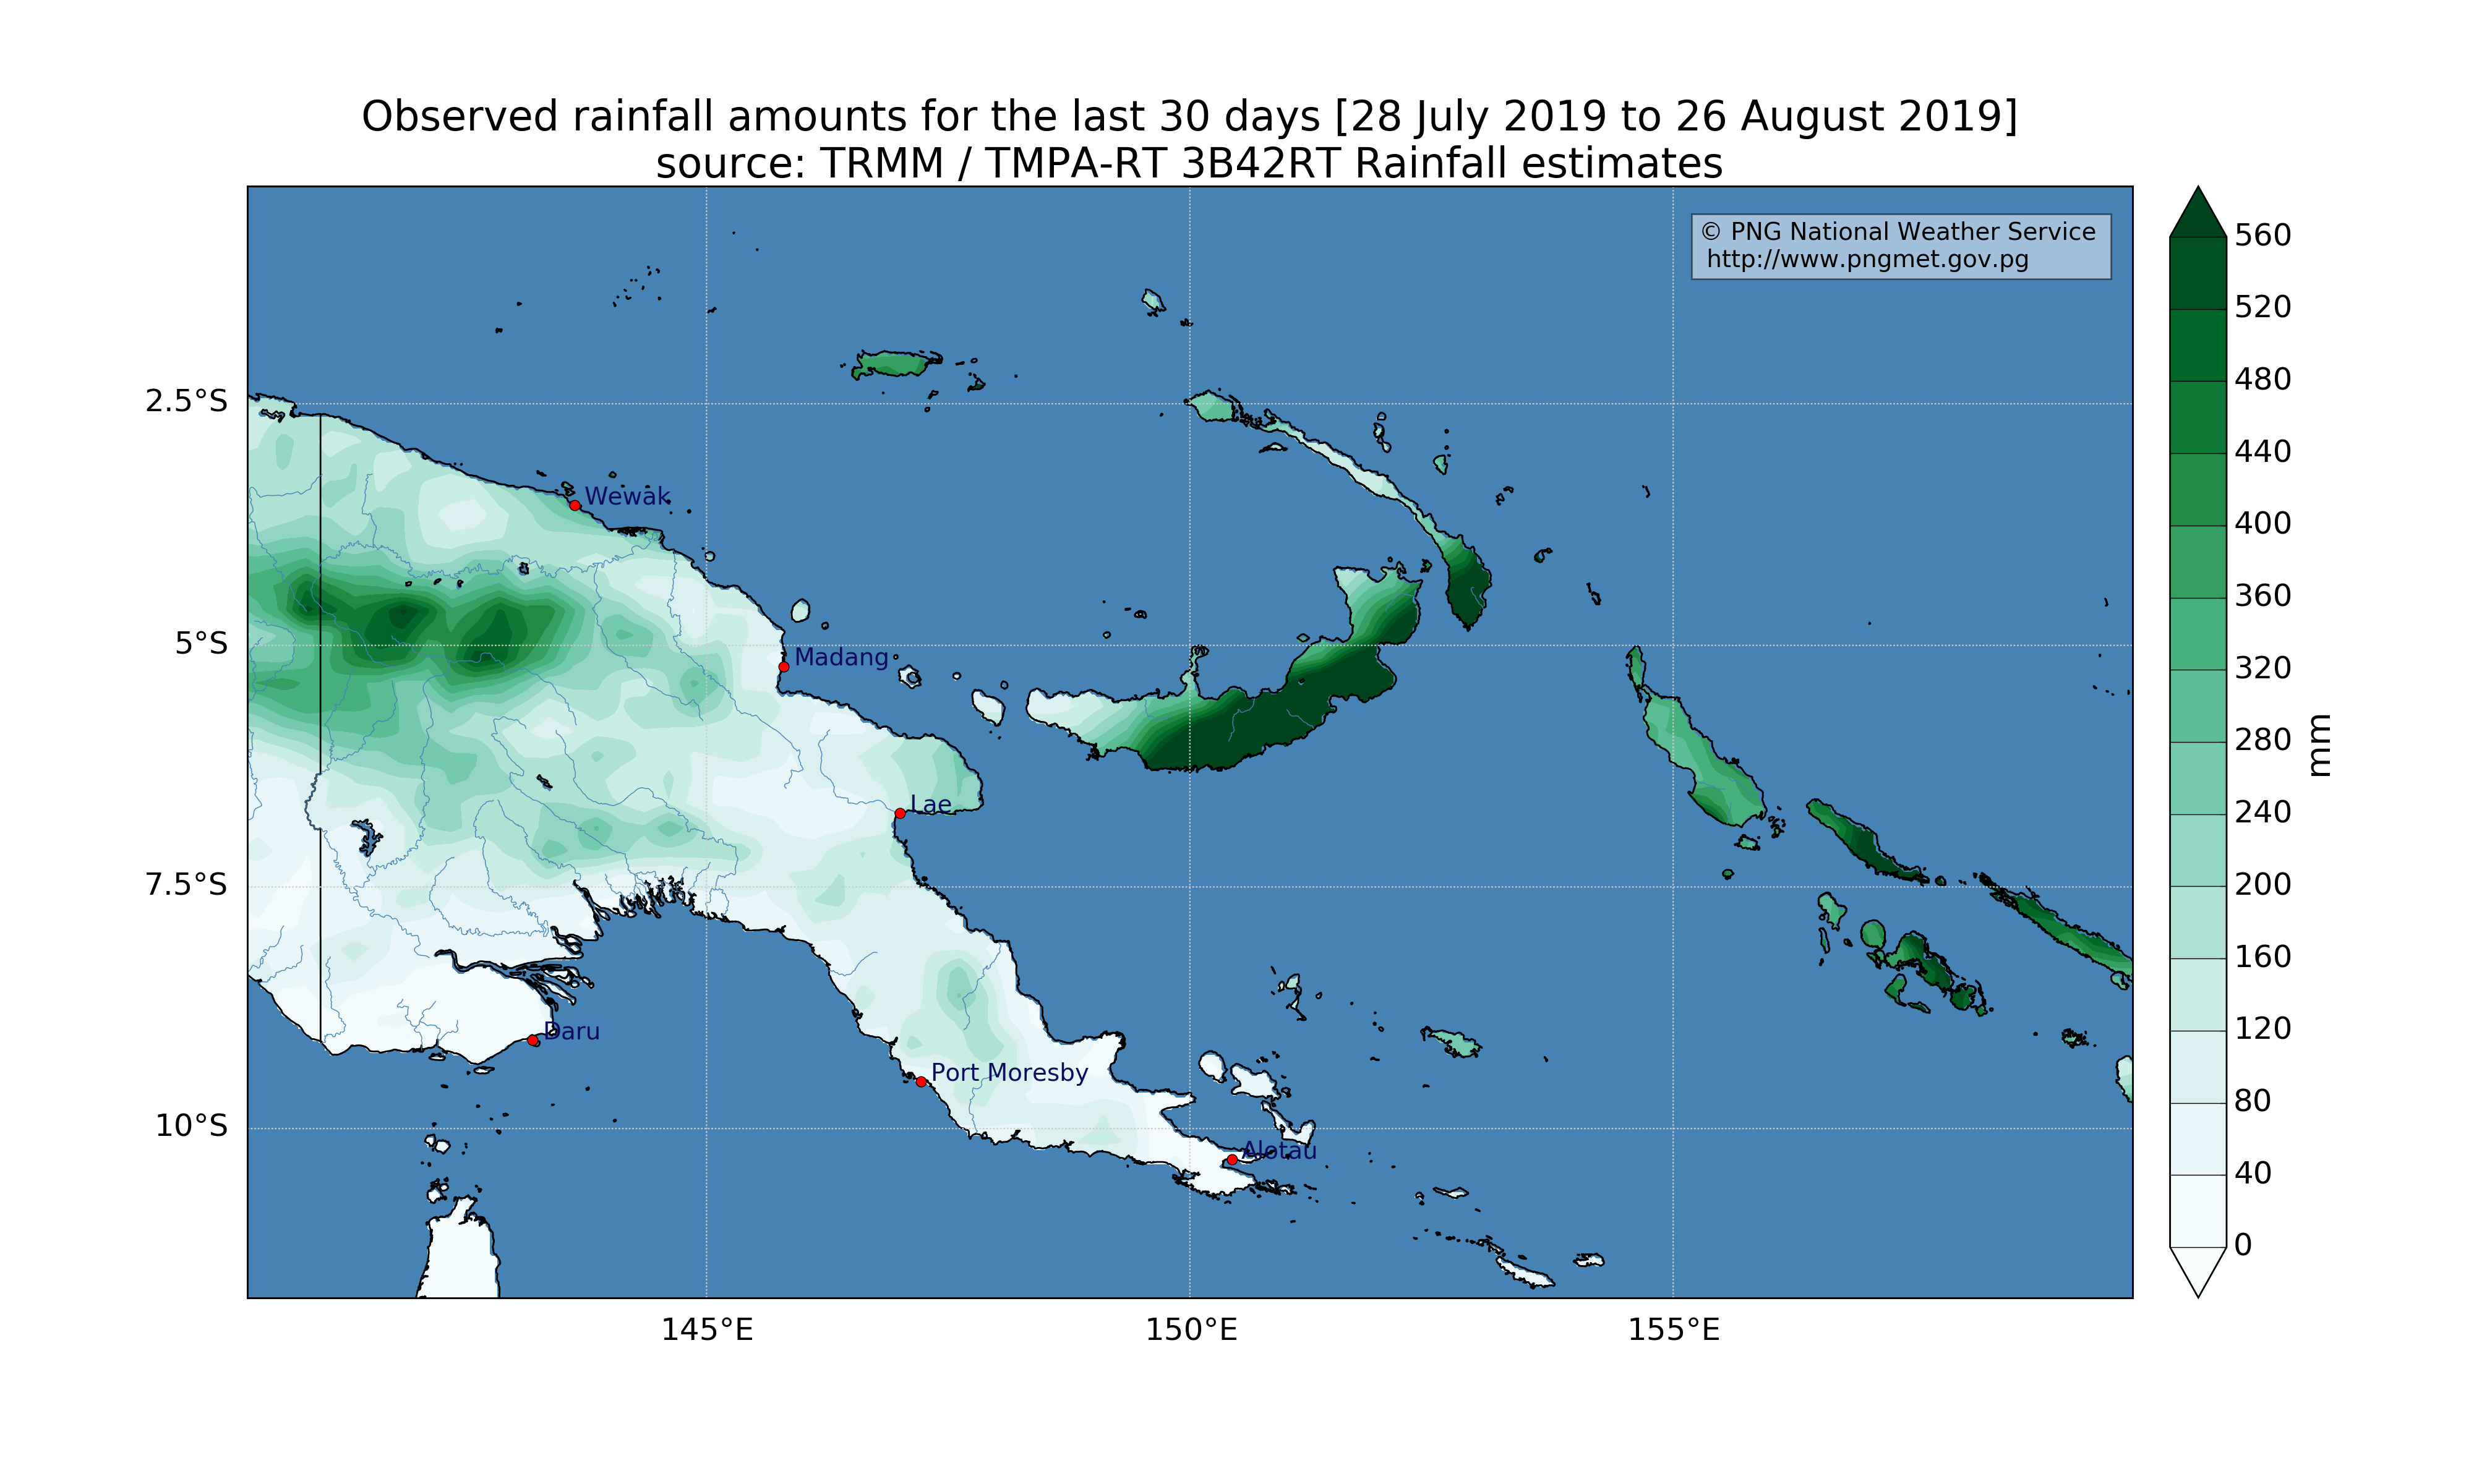 Observed rainfall amounts for the last 30 days [28 July 2019 to 26 August 2019]
source: TRMM / TMPA-RT 3B42RT Rainfall estimates
© PNG National Weather Service
http://www.pngmet.gov.pg
2.5°S
5°S
7.5°S
10°S
Wewak
Madang
Lae
Daru
Port Moresby
Alotau
145°E
150°E
155°E
560
520
480
440
400
360
320
280
240
200
160
120
80
40
0
mm